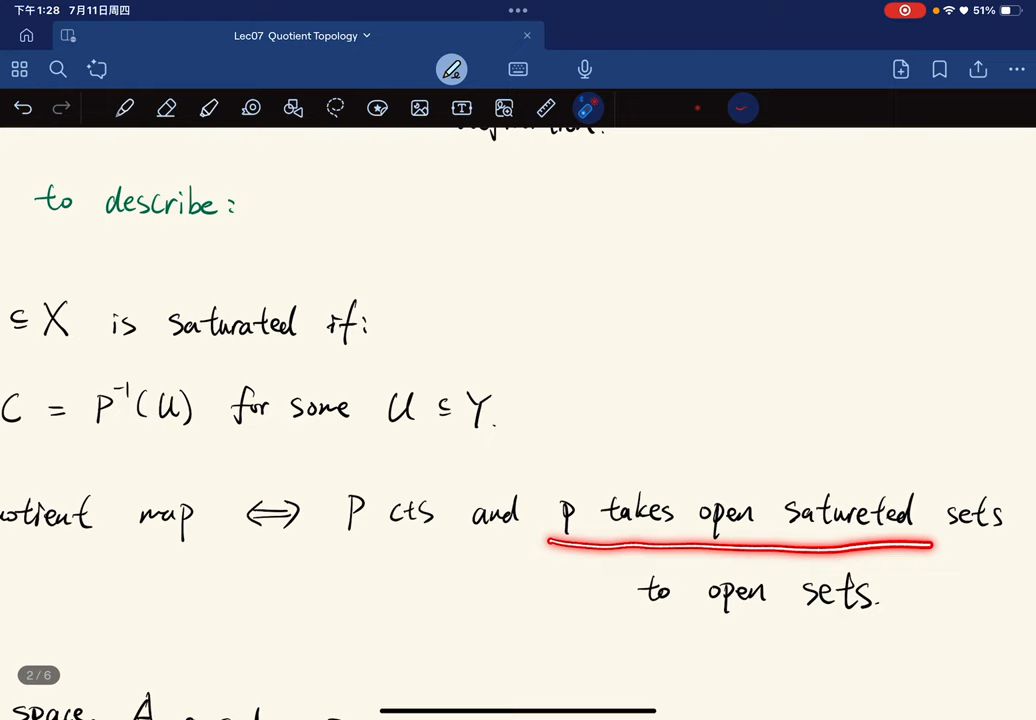 下午1:28 7月11日周四
51%
Lec07 Quotient Topology
to describe:
⊆ X is saturated if:
C = P⁻¹(U) for some U ⊆ Y.
uotient map ⟺ P cts and p takes open satureted sets
to open sets.
2 / 6
space. A